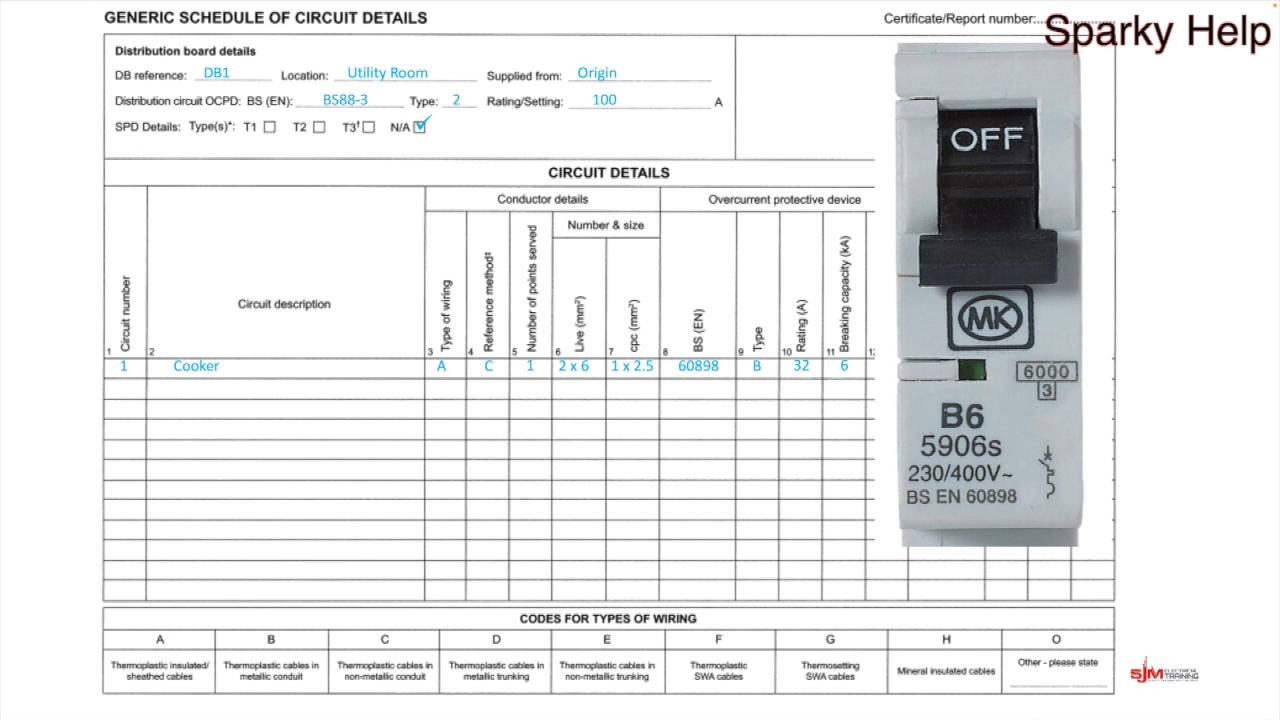 GENERIC SCHEDULE OF CIRCUIT DETAILS
Certificate/Report number:
Sparky Help
Distribution board details
DB reference: DB1 Location: Utility Room Supplied from: Origin
Distribution circuit OCPD: BS (EN): BS88-3 Type: 2 Rating/Setting: 100 A
SPD Details: Type(s)*: T1 T2 T3† N/A
CIRCUIT DETAILS
Conductor details
Overcurrent protective device
Number & size
Circuit number
Circuit description
Type of wiring
Reference method‡
Number of points served
Live (mm²)
cpc (mm²)
BS (EN)
Type
Rating (A)
Breaking capacity (kA)
1 2 3 4 5 6 7 8 9 10 11 12
1 Cooker A C 1 2 x 6 1 x 2.5 60898 B 32 6
OFF
MK
6000
3
B6
5906s
230/400V~
BS EN 60898
CODES FOR TYPES OF WIRING
A B C D E F G H O
Thermoplastic insulated/
sheathed cables
Thermoplastic cables in
metallic conduit
Thermoplastic cables in
non-metallic conduit
Thermoplastic cables in
metallic trunking
Thermoplastic cables in
non-metallic trunking
Thermoplastic
SWA cables
Thermosetting
SWA cables
Mineral insulated cables
Other - please state
SJM ELECTRICAL
TRAINING